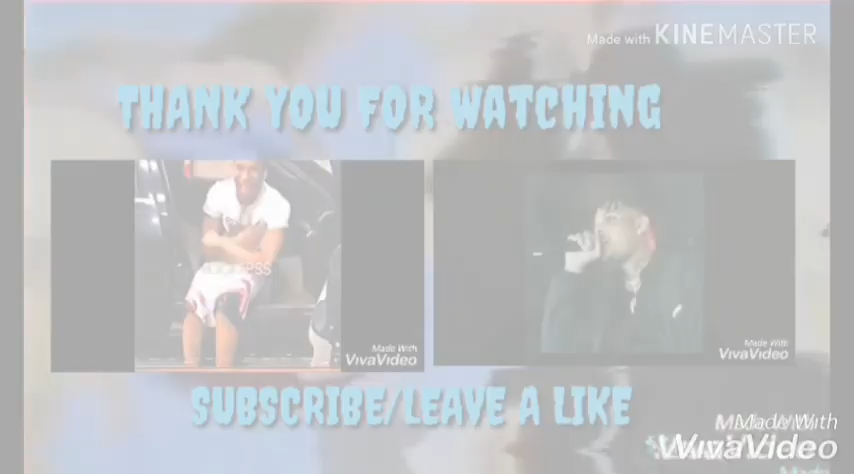 Made with KINEMASTER
THANK YOU FOR WATCHING
Made With
VivaVideo
Made With
VivaVideo
SUBSCRIBE/LEAVE A LIKE
Made With
VivaVideo